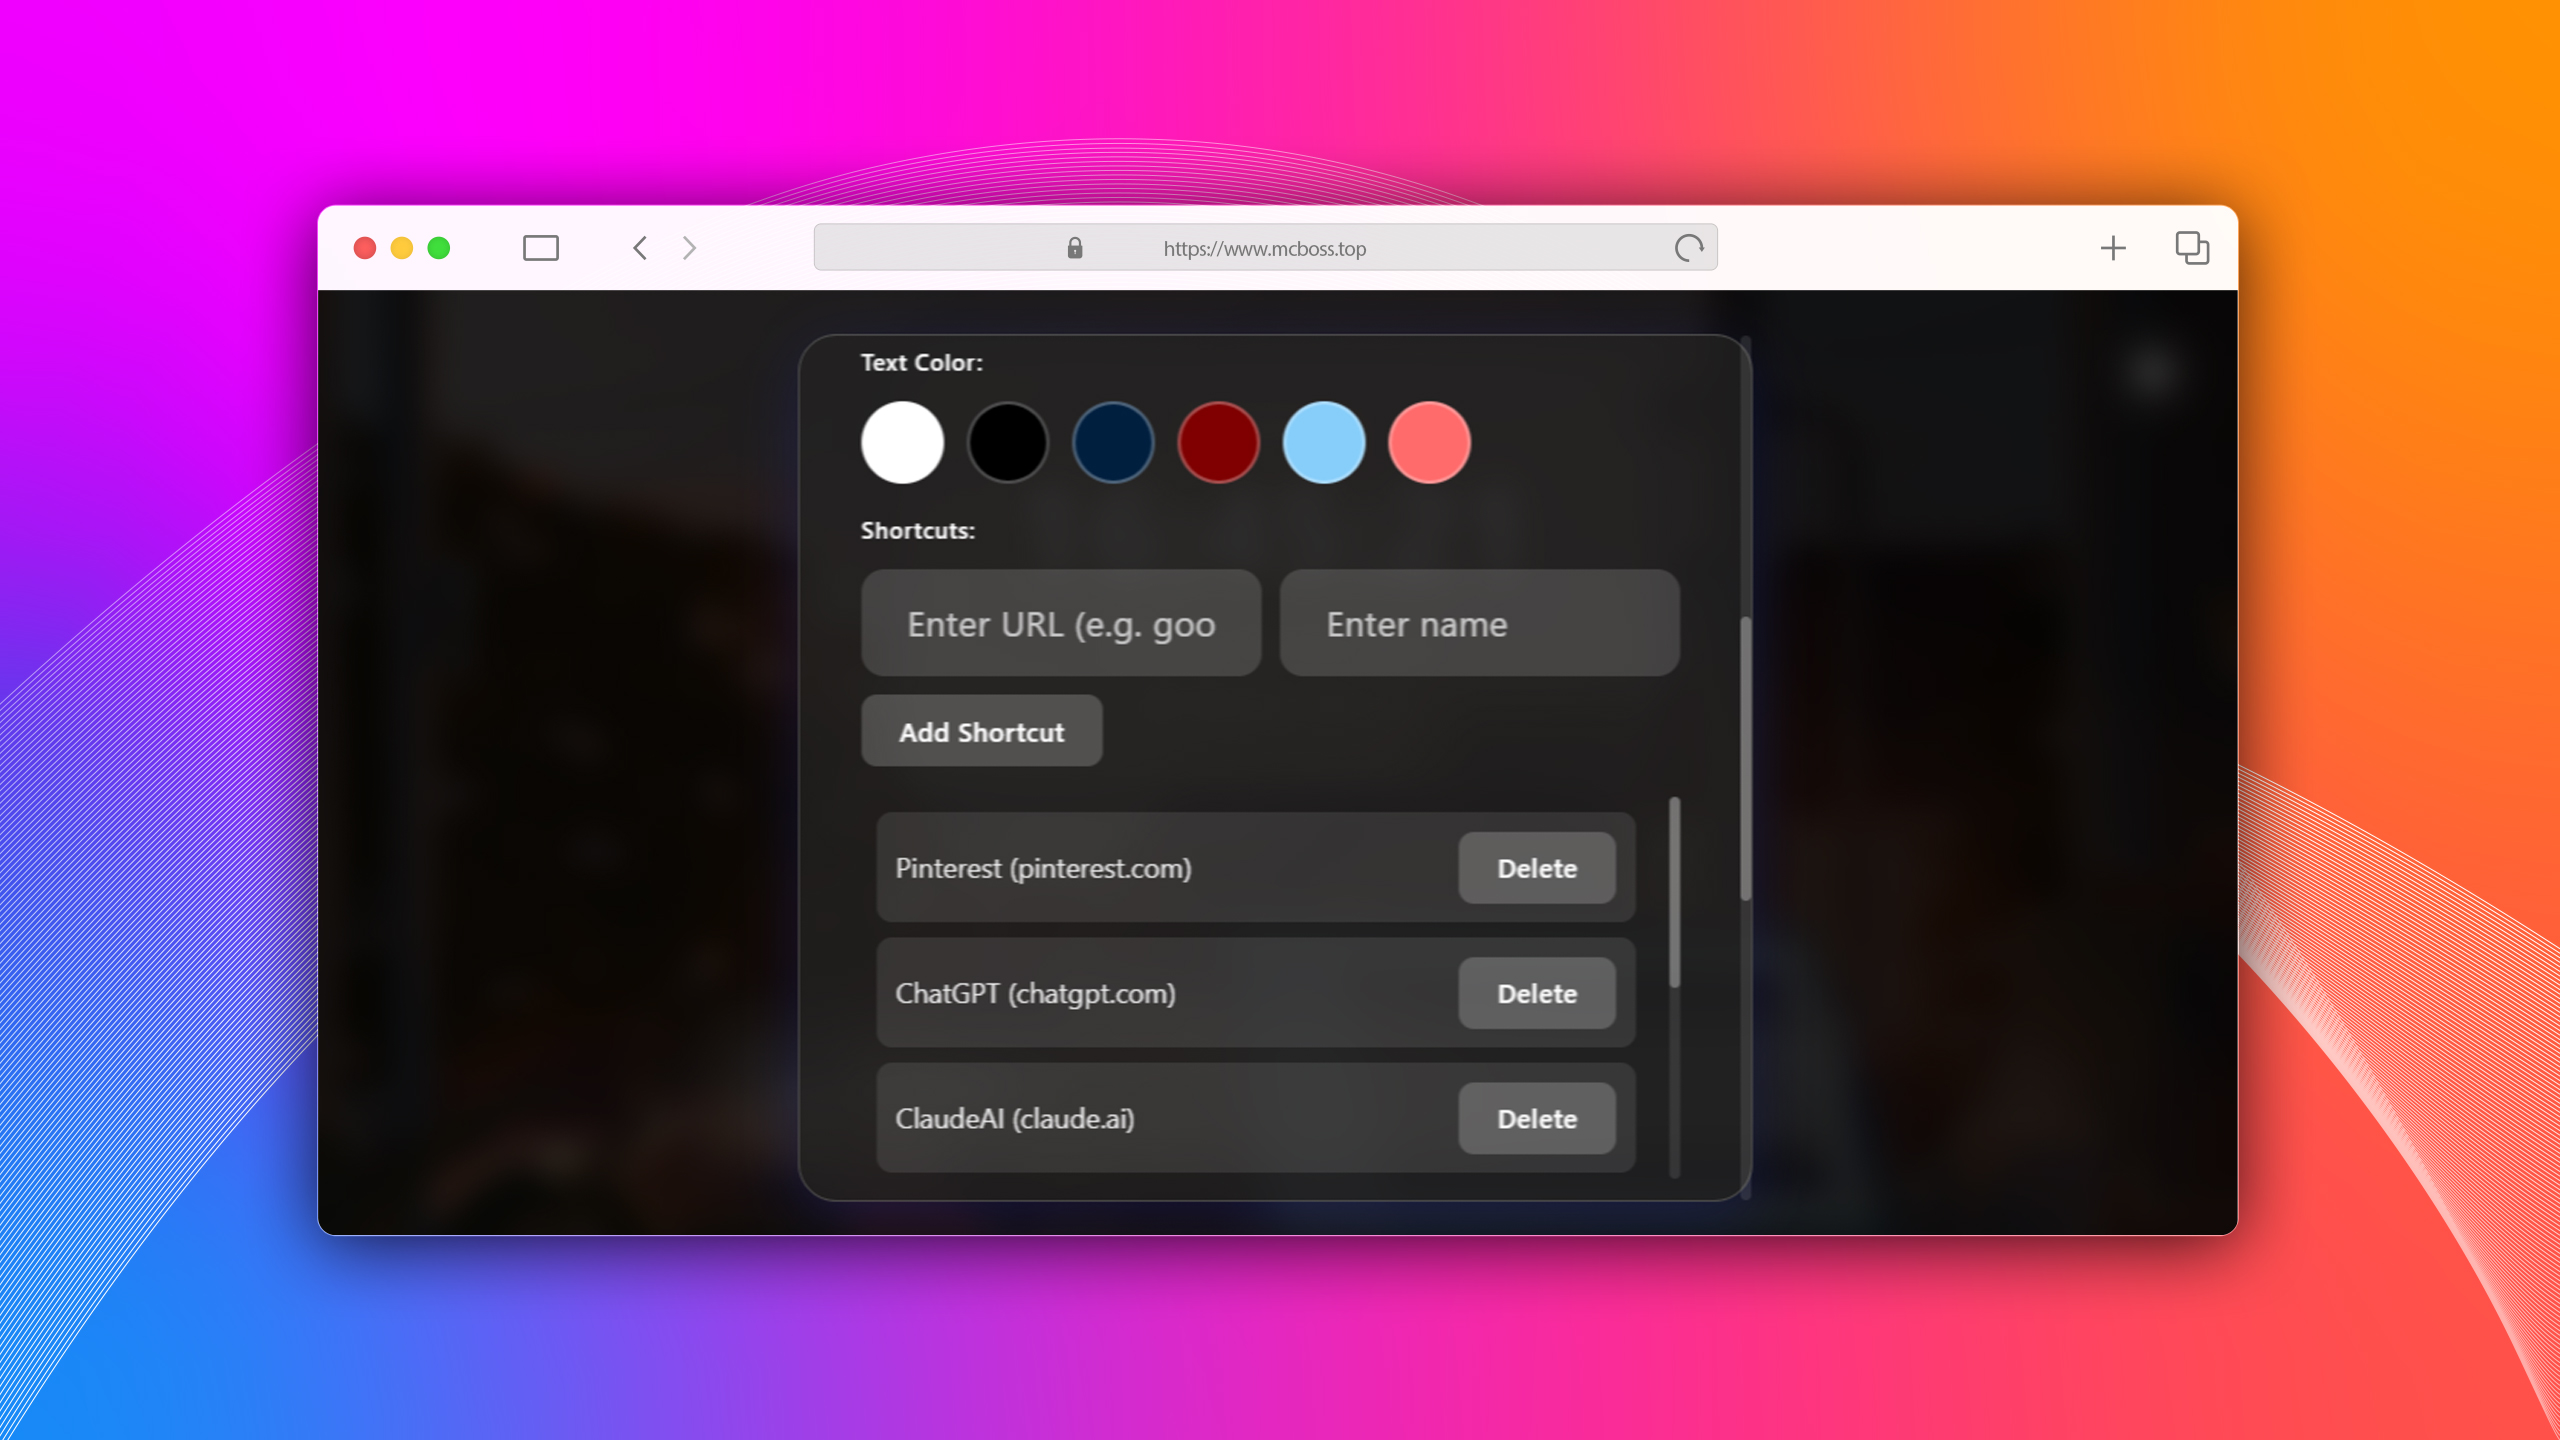 https://www.mcboss.top
Text Color:
Shortcuts:
Enter URL (e.g. goo
Enter name
Add Shortcut
Pinterest (pinterest.com)
Delete
ChatGPT (chatgpt.com)
Delete
ClaudeAI (claude.ai)
Delete